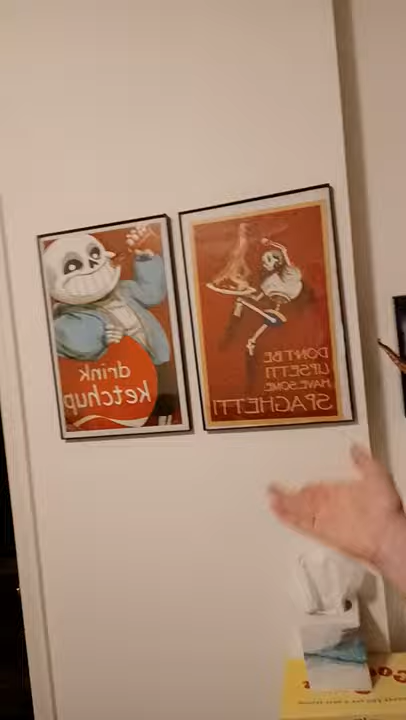 drink
ketchup
DON'T BE
UPSETTI
HAVE SOME
SPAGHETTI